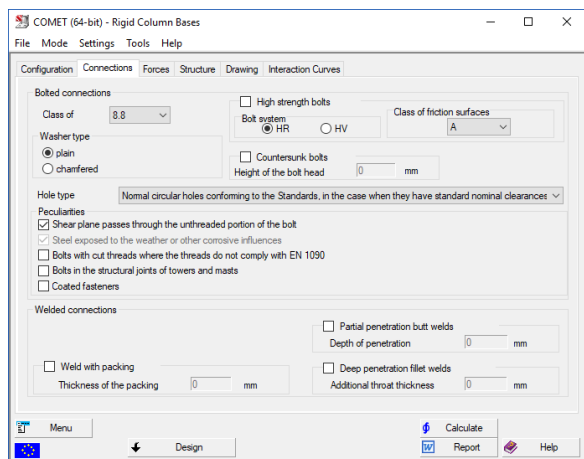 COMET (64-bit) - Rigid Column Bases
File Mode Settings Tools Help
Configuration Connections Forces Structure Drawing Interaction Curves
Bolted connections
Class of 8.8
High strength bolts
Bolt system
HR HV
Class of friction surfaces
A
Washer type
plain
chamfered
Countersunk bolts
Height of the bolt head 0 mm
Hole type Normal circular holes conforming to the Standards, in the case when they have standard nominal clearances
Peculiarities
Shear plane passes through the unthreaded portion of the bolt
Steel exposed to the weather or other corrosive influences
Bolts with cut threads where the threads do not comply with EN 1090
Bolts in the structural joints of towers and masts
Coated fasteners
Welded connections
Partial penetration butt welds
Depth of penetration 0 mm
Weld with packing
Thickness of the packing 0 mm
Deep penetration fillet welds
Additional throat thickness 0 mm
Menu
Calculate
Design
W Report
Help